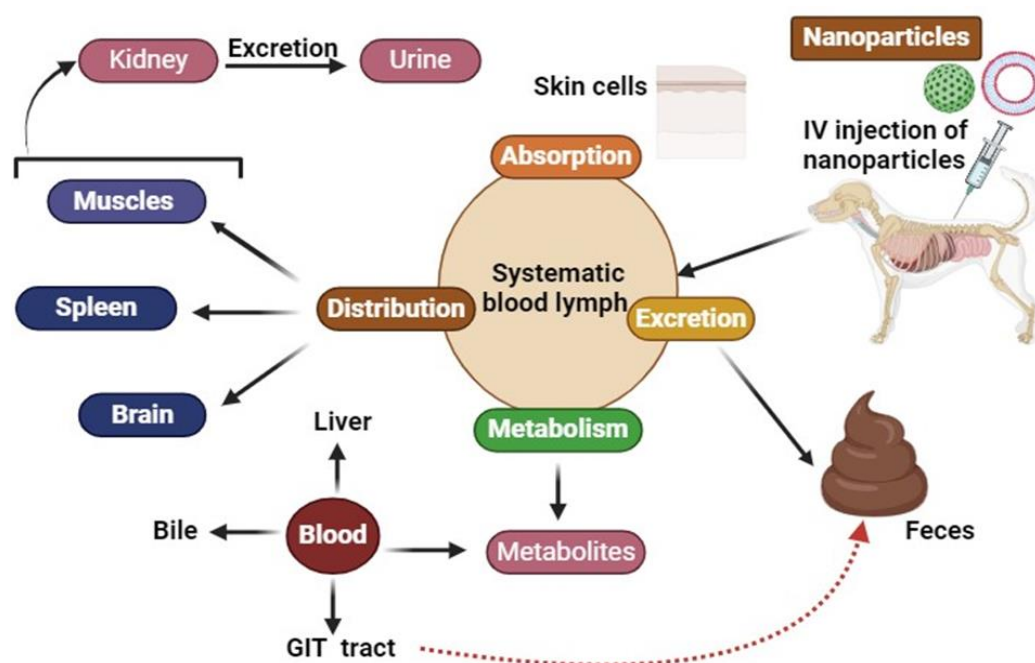 Kidney
Excretion
Urine
Nanoparticles
Skin cells
IV injection of
nanoparticles
Absorption
Muscles
Systematic
blood lymph
Spleen
Distribution
Excretion
Brain
Metabolism
Liver
Bile
Blood
Metabolites
Feces
GIT tract